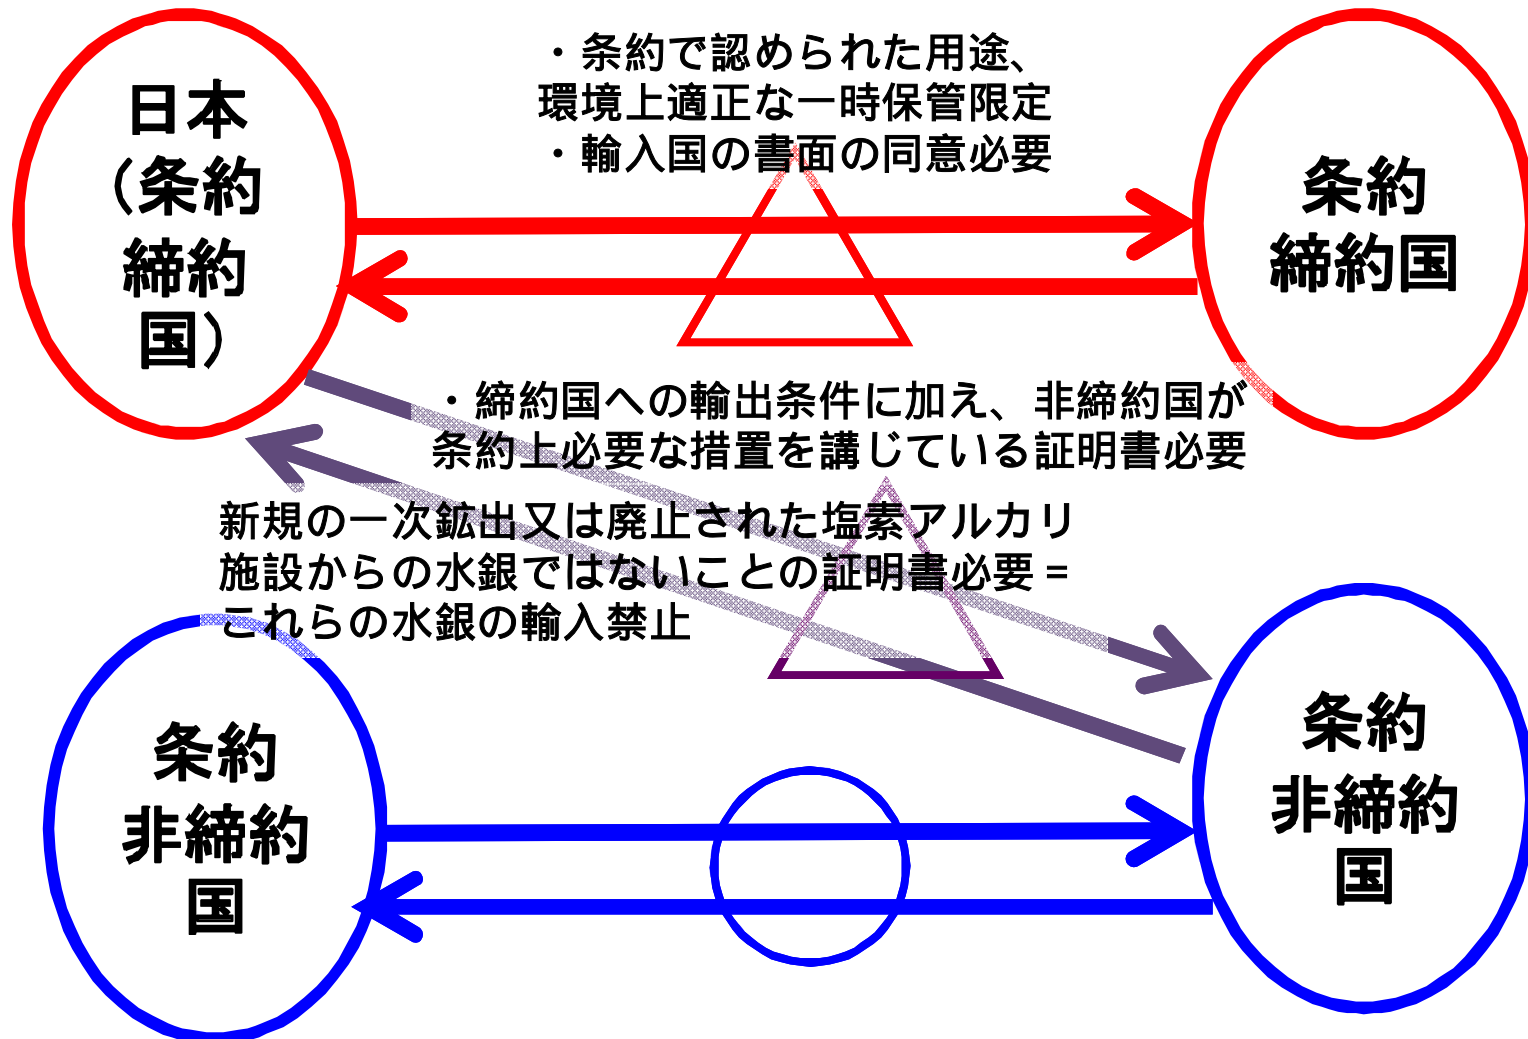 日本
（条約
締約
国）
・条約で認められた用途、
環境上適正な一時保管限定
・輸入国の書面の同意必要
条約
締約国
・締約国への輸出条件に加え、非締約国が
条約上必要な措置を講じている証明書必要
新規の一次鉱出又は廃止された塩素アルカリ
施設からの水銀ではないことの証明書必要＝
これらの水銀の輸入禁止
条約
非締約
国
条約
非締約
国